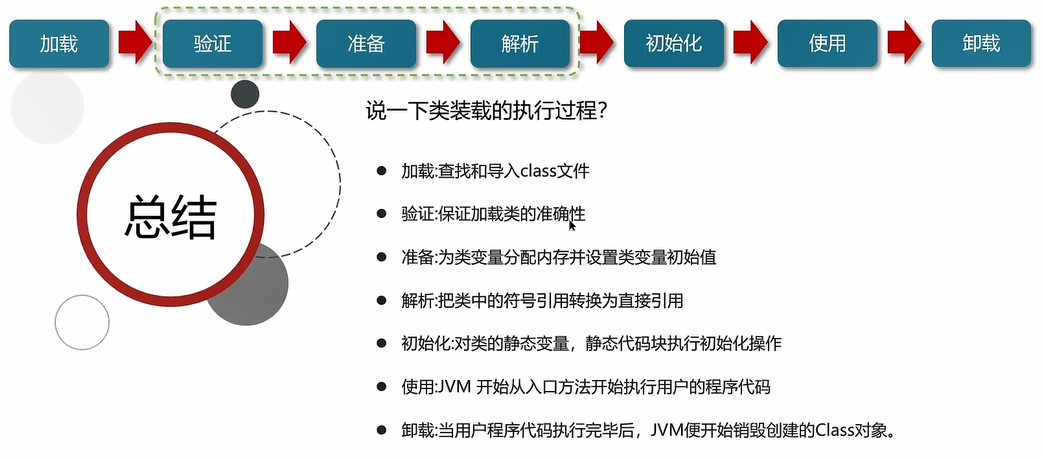 加载 验证 准备 解析 初始化 使用 卸载
说一下类装载的执行过程?
总结
加载:查找和导入class文件
验证:保证加载类的准确性
准备:为类变量分配内存并设置类变量初始值
解析:把类中的符号引用转换为直接引用
初始化:对类的静态变量，静态代码块执行初始化操作
使用:JVM 开始从入口方法开始执行用户的程序代码
卸载:当用户程序代码执行完毕后，JVM便开始销毁创建的Class对象。